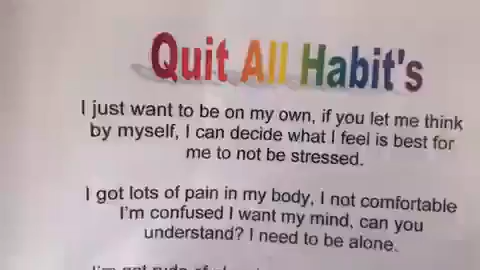 Quit All Habit's
I just want to be on my own, if you let me think
by myself, I can decide what I feel is best for
me to not be stressed.
I got lots of pain in my body, I not comfortable
I'm confused I want my mind, can you
understand? I need to be alone.